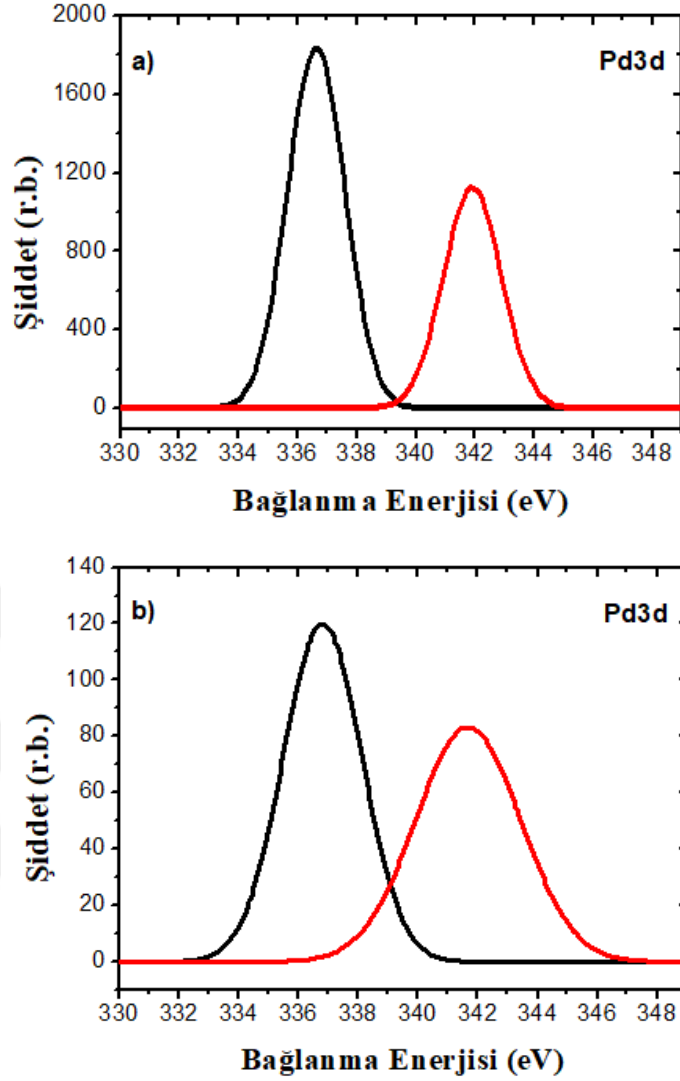 2000
a)
Pd3d
1600
1200
800
400
0
Şiddet (r.b.)
330 332 334 336 338 340 342 344 346 348
Bağlanma Enerjisi (eV)
140
b)
Pd3d
120
100
80
60
40
20
0
Şiddet (r.b.)
330 332 334 336 338 340 342 344 346 348
Bağlanma Enerjisi (eV)